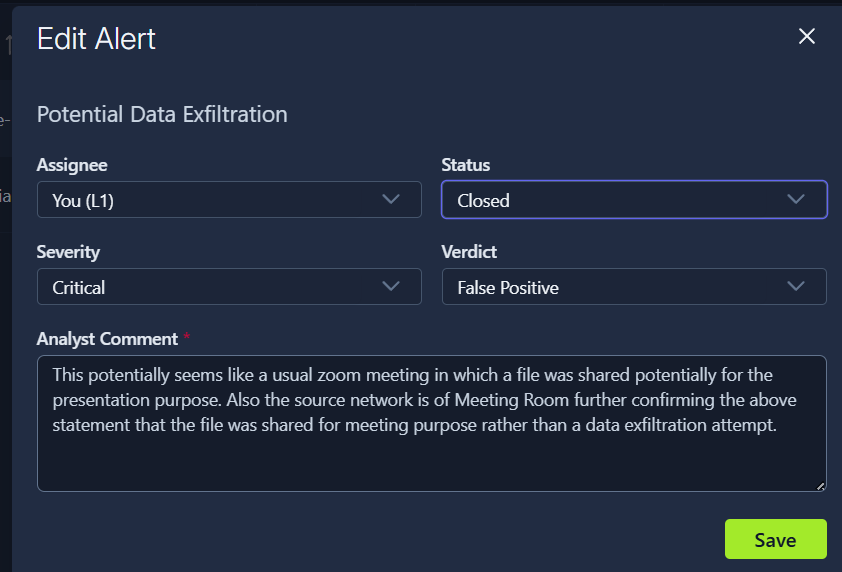 Edit Alert
Potential Data Exfiltration
Assignee
Status
You (L1)
Closed
Severity
Verdict
Critical
False Positive
Analyst Comment *
This potentially seems like a usual zoom meeting in which a file was shared potentially for the
presentation purpose. Also the source network is of Meeting Room further confirming the above
statement that the file was shared for meeting purpose rather than a data exfiltration attempt.
Save